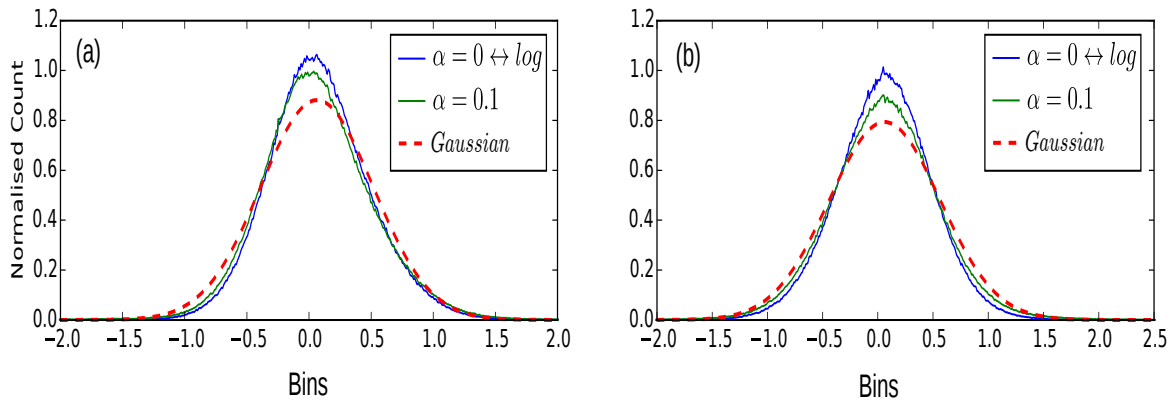 (a)
α = 0 ↔ log
α = 0.1
Gaussian
Normalised Count
1.2
1.0
0.8
0.6
0.4
0.2
0.0
−2.0 −1.5 −1.0 −0.5 0.0 0.5 1.0 1.5 2.0
Bins
(b)
α = 0 ↔ log
α = 0.1
Gaussian
1.2
1.0
0.8
0.6
0.4
0.2
0.0
−2.0 −1.5 −1.0 −0.5 0.0 0.5 1.0 1.5 2.0 2.5
Bins